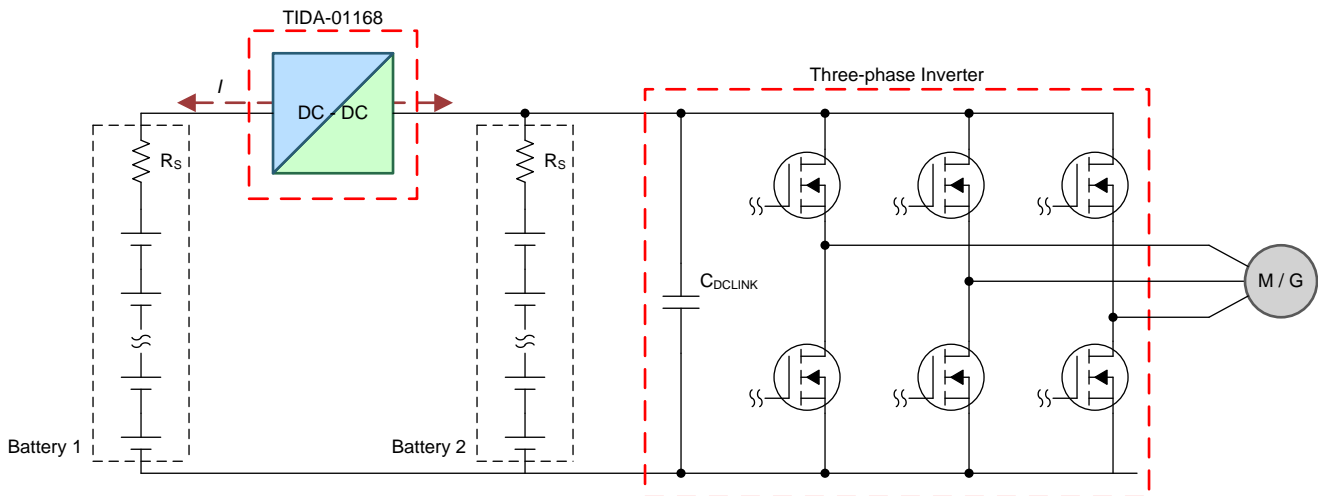 TIDA-01168
I
DC - DC
Three-phase Inverter
RS
RS
CDCLINK
M / G
Battery 1
Battery 2